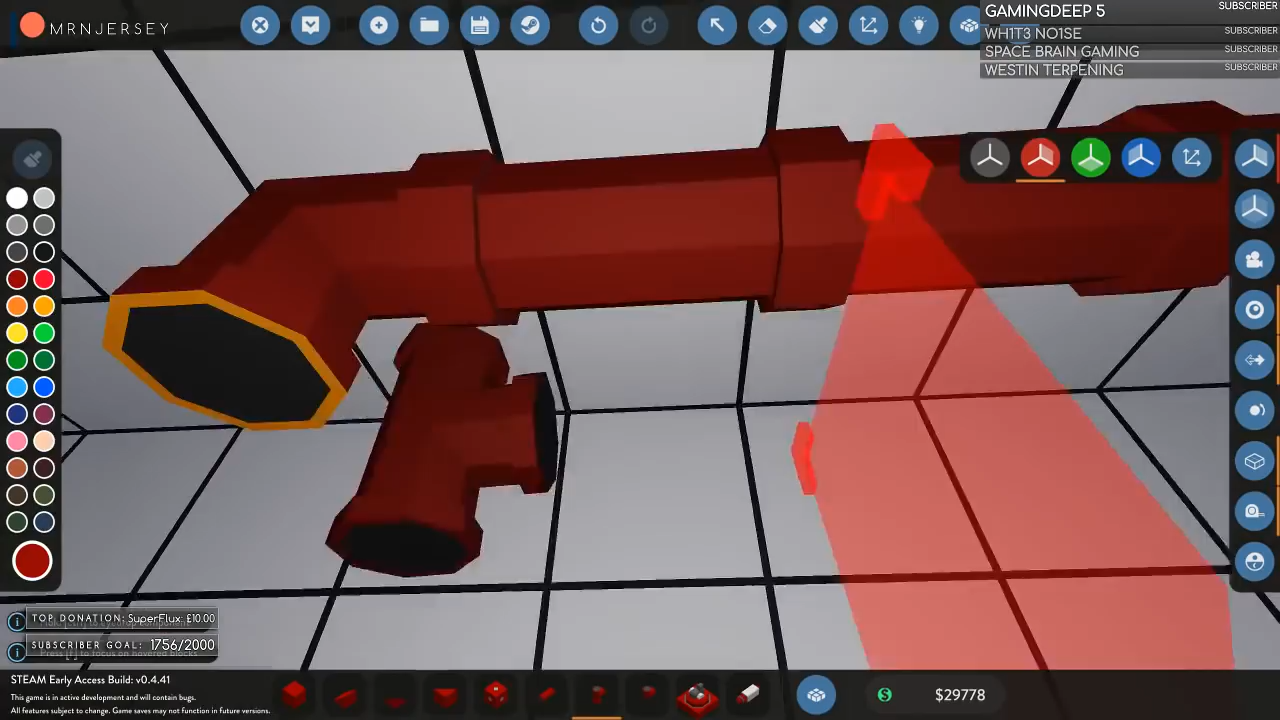 MRNJERSEY
GAMINGDEEP 5 SUBSCRIBER
WH1T3 NO1SE SUBSCRIBER
SPACE BRAIN GAMING SUBSCRIBER
WESTIN TERPENING SUBSCRIBER
TOP DONATION: SuperFlux: £10.00
SUBSCRIBER GOAL: 1756/2000
STEAM Early Access Build: v0.4.41
This game is in active development and will contain bugs.
All features subject to change. Game saves may not function in future versions.
$29778